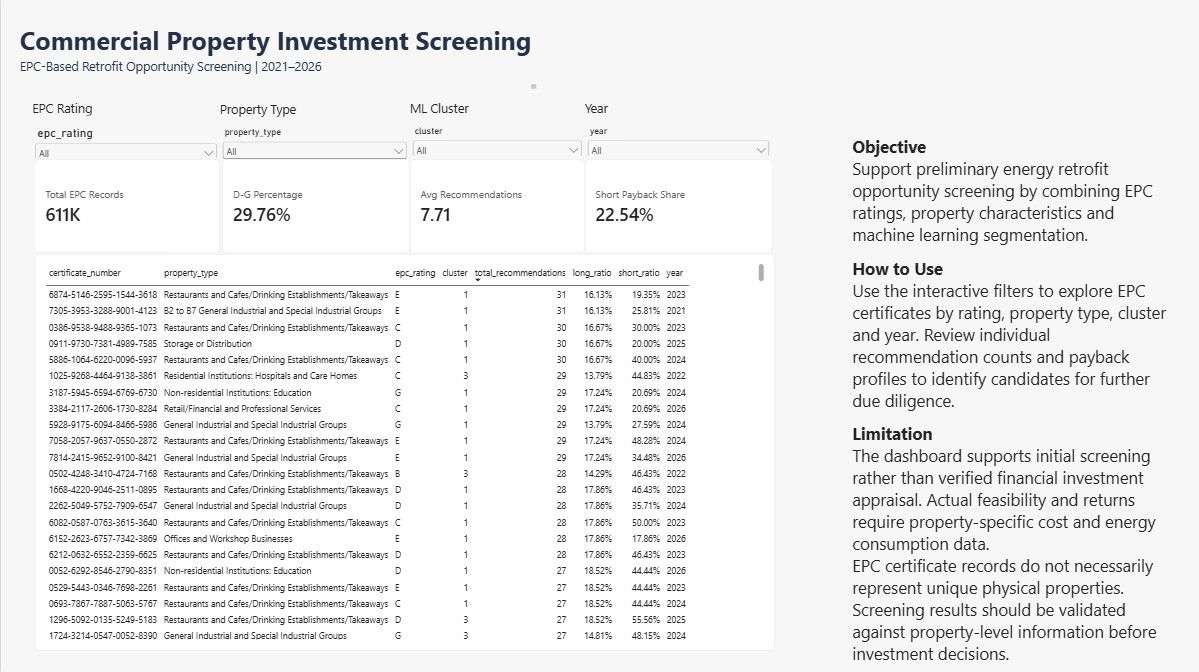 Commercial Property Investment Screening
EPC-Based Retrofit Opportunity Screening | 2021–2026
EPC Rating
Property Type
ML Cluster
Year
epc_rating
property_type
cluster
year
All
All
All
All
Total EPC Records
611K
D-G Percentage
29.76%
Avg Recommendations
7.71
Short Payback Share
22.54%
certificate_number property_type epc_rating cluster total_recommendations long_ratio short_ratio year
6874-5146-2595-1544-3618 Restaurants and Cafes/Drinking Establishments/Takeaways E 1 31 16.13% 19.35% 2023
7305-3953-3288-9001-4123 B2 to B7 General Industrial and Special Industrial Groups E 1 31 16.13% 25.81% 2021
0386-9538-9488-9365-1073 Restaurants and Cafes/Drinking Establishments/Takeaways C 1 30 16.67% 30.00% 2023
0911-9730-7381-4989-7585 Storage or Distribution D 1 30 16.67% 20.00% 2025
5886-1064-6220-0096-5937 Restaurants and Cafes/Drinking Establishments/Takeaways C 1 30 16.67% 40.00% 2024
1025-9268-4464-9138-3861 Residential Institutions: Hospitals and Care Homes C 3 29 13.79% 44.83% 2022
3187-5945-6594-6769-6730 Non-residential Institutions: Education G 1 29 17.24% 20.69% 2024
3384-2117-2606-1730-8284 Retail/Financial and Professional Services C 1 29 17.24% 20.69% 2026
5928-9175-6094-8466-5986 General Industrial and Special Industrial Groups G 1 29 13.79% 27.59% 2024
7058-2057-9637-0550-2872 Restaurants and Cafes/Drinking Establishments/Takeaways E 1 29 17.24% 48.28% 2024
7814-2415-9652-9100-8421 General Industrial and Special Industrial Groups E 1 29 17.24% 34.48% 2026
0502-4248-3410-4724-7168 Restaurants and Cafes/Drinking Establishments/Takeaways B 3 28 14.29% 46.43% 2022
1668-4220-9046-2511-0895 Restaurants and Cafes/Drinking Establishments/Takeaways D 1 28 17.86% 46.43% 2023
2262-5049-5752-7909-6547 General Industrial and Special Industrial Groups D 1 28 17.86% 35.71% 2024
6082-0587-0763-3615-3640 Restaurants and Cafes/Drinking Establishments/Takeaways C 1 28 17.86% 50.00% 2023
6152-2623-6757-7342-3869 Offices and Workshop Businesses E 1 28 17.86% 17.86% 2026
6212-0632-6552-2359-6625 Restaurants and Cafes/Drinking Establishments/Takeaways D 1 28 17.86% 46.43% 2023
0052-6292-8546-2790-8351 Non-residential Institutions: Education D 1 27 18.52% 44.44% 2026
0529-5443-0346-7698-2261 Restaurants and Cafes/Drinking Establishments/Takeaways E 1 27 18.52% 44.44% 2023
0693-7867-7887-5063-5767 Restaurants and Cafes/Drinking Establishments/Takeaways C 1 27 18.52% 44.44% 2024
1296-5092-0135-5249-5183 Restaurants and Cafes/Drinking Establishments/Takeaways D 3 27 18.52% 55.56% 2025
1724-3214-0547-0052-8390 General Industrial and Special Industrial Groups G 3 27 14.81% 48.15% 2024
Objective
Support preliminary energy retrofit
opportunity screening by combining EPC
ratings, property characteristics and
machine learning segmentation.
How to Use
Use the interactive filters to explore EPC
certificates by rating, property type, cluster
and year. Review individual
recommendation counts and payback
profiles to identify candidates for further
due diligence.
Limitation
The dashboard supports initial screening
rather than verified financial investment
appraisal. Actual feasibility and returns
require property-specific cost and energy
consumption data.
EPC certificate records do not necessarily
represent unique physical properties.
Screening results should be validated
against property-level information before
investment decisions.